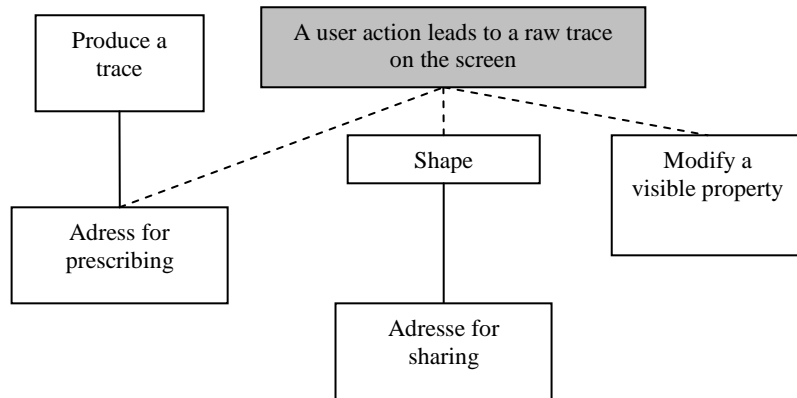 Produce a
trace
A user action leads to a raw trace
on the screen
Shape
Modify a
visible property
Adress for
prescribing
Adresse for
sharing